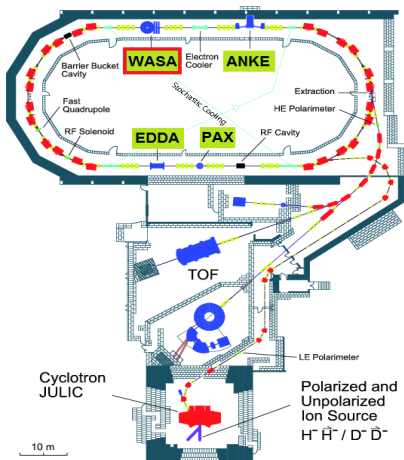 Barrier Bucket
Cavity
WASA
Electron
Cooler
ANKE
Stochastic Cooling
Extraction
HE Polarimeter
Fast
Quadrupole
RF Solenoid
EDDA
PAX
RF Cavity
TOF
LE Polarimeter
Cyclotron
JULIC
Polarized and
Unpolarized
Ion Source
H⁻ H⃗⁻ / D⁻ D⃗⁻
10 m